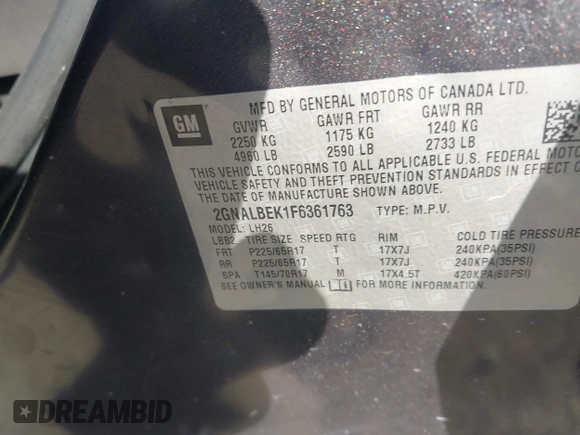 MFD BY GENERAL MOTORS OF CANADA LTD.
GM
GVWR GAWR FRT GAWR RR
2250 KG 1175 KG 1240 KG
4960 LB 2590 LB 2733 LB
THIS VEHICLE CONFORMS TO ALL APPLICABLE U.S. FEDERAL MOTOR
VEHICLE SAFETY AND THEFT PREVENTION STANDARDS IN EFFECT
THE DATE OF MANUFACTURE SHOWN ABOVE.
2GNALBEK1F6361763 TYPE: M.P.V.
MODEL: LH26
LBB2 TIRE SIZE SPEED RTG RIM COLD TIRE PRESSURE
FRT P225/65R17 T 17X7J 240KPA(35PSI)
RR P225/65R17 T 17X7J 240KPA(35PSI)
SPA T145/70R17 M 17X4.5T 420KPA(60PSI)
SEE OWNER'S MANUAL FOR MORE INFORMATION.
DREAMBID